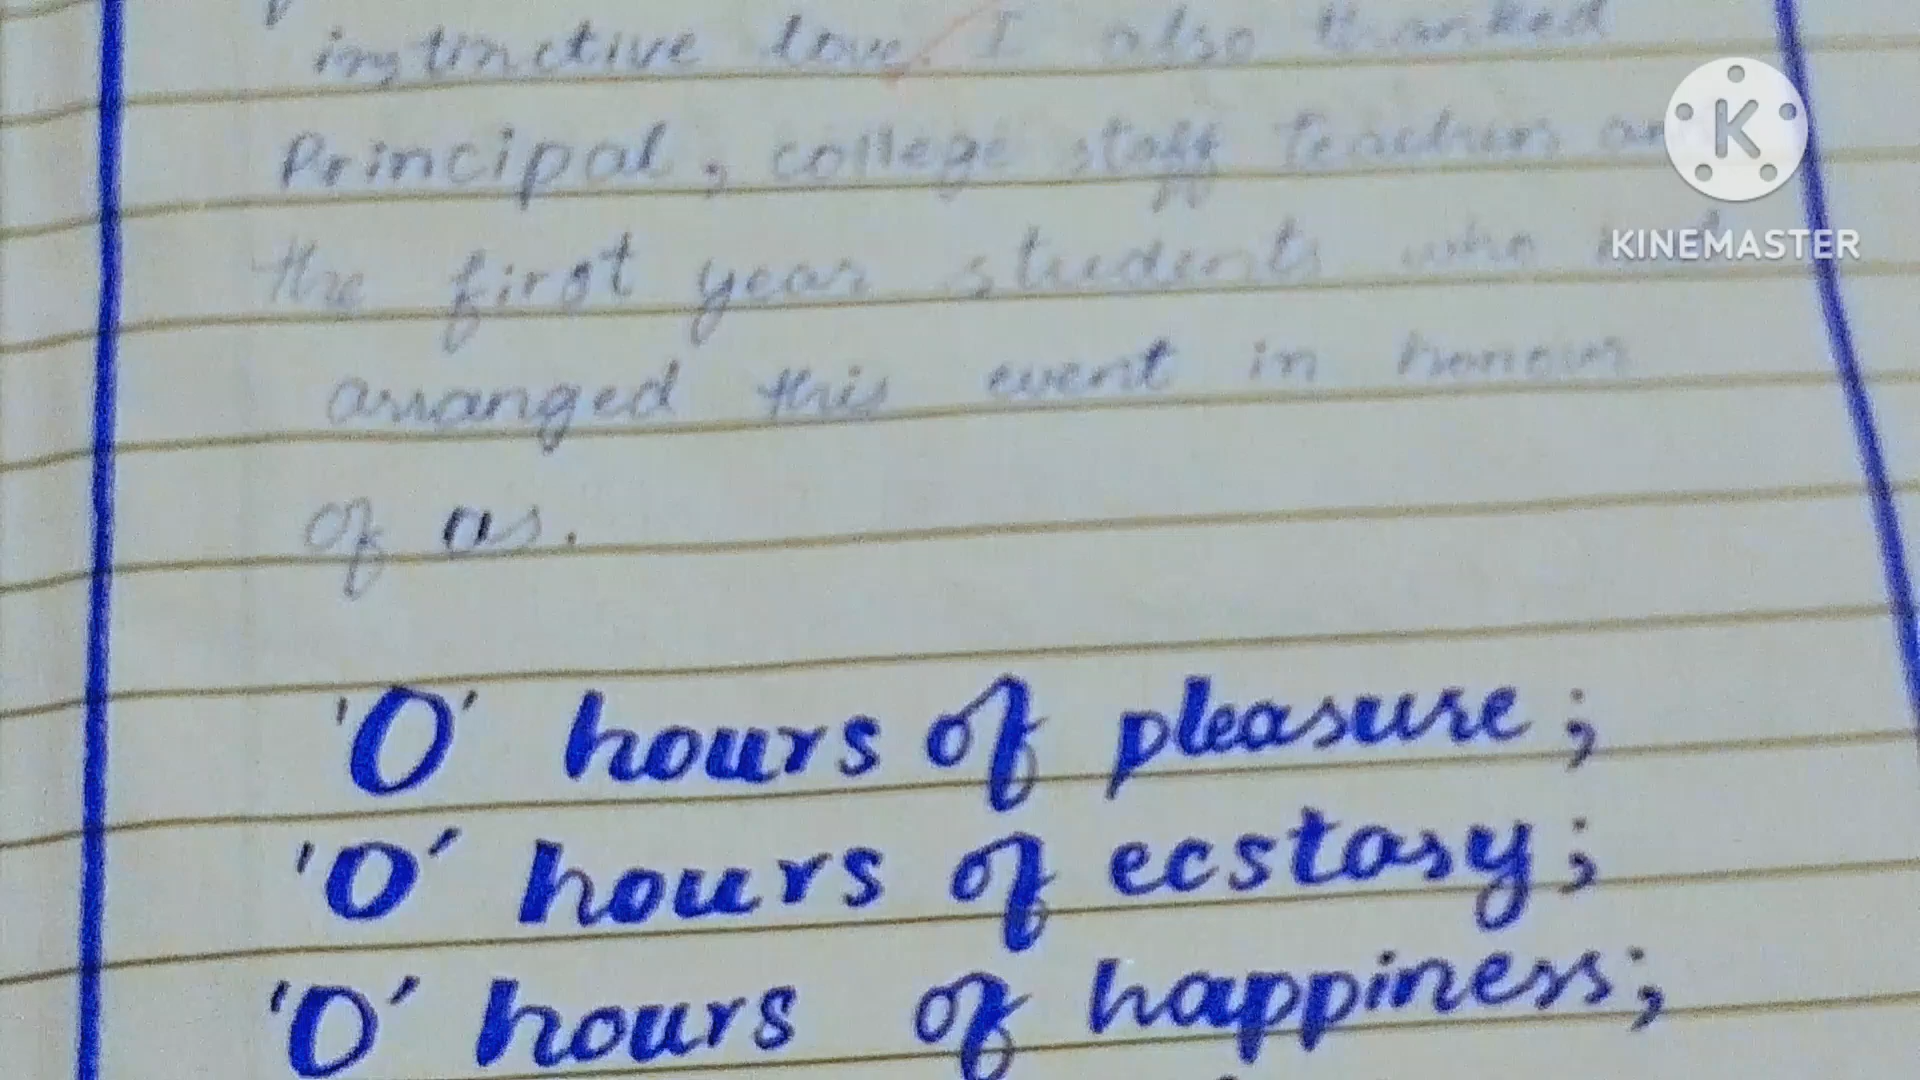 instinctive love. I also thanked
Principal, college staff teachers and
the first year students who had
arranged this event in honour
of us.
'O' hours of pleasure;
'O' hours of ecstasy;
'O' hours of happiness;
K
KINEMASTER